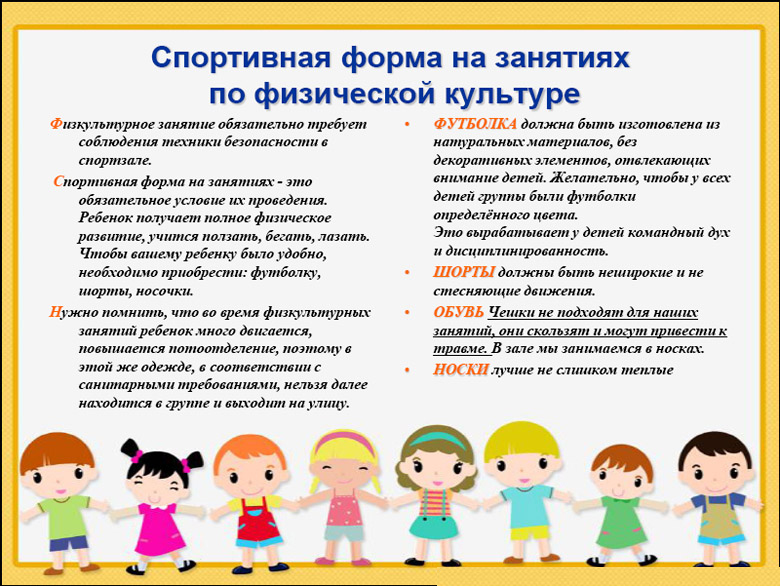 Спортивная форма на занятиях
по физической культуре
Физкультурное занятие обязательно требует
соблюдения техники безопасности в
спортзале.
Спортивная форма на занятиях - это
обязательное условие их проведения.
Ребенок получает полное физическое
развитие, учится ползать, бегать, лазать.
Чтобы вашему ребенку было удобно,
необходимо приобрести: футболку,
шорты, носочки.
Нужно помнить, что во время физкультурных
занятий ребенок много двигается,
повышается потоотделение, поэтому в
этой же одежде, в соответствии с
санитарными требованиями, нельзя далее
находится в группе и выходит на улицу.
• ФУТБОЛКА должна быть изготовлена из
натуральных материалов, без
декоративных элементов, отвлекающих
внимание детей. Желательно, чтобы у всех
детей группы были футболки
определённого цвета.
Это вырабатывает у детей командный дух
и дисциплинированность.
• ШОРТЫ должны быть неширокие и не
стесняющие движения.
• ОБУВЬ Чешки не подходят для наших
занятий, они скользят и могут привести к
травме. В зале мы занимаемся в носках.
• НОСКИ лучше не слишком теплые